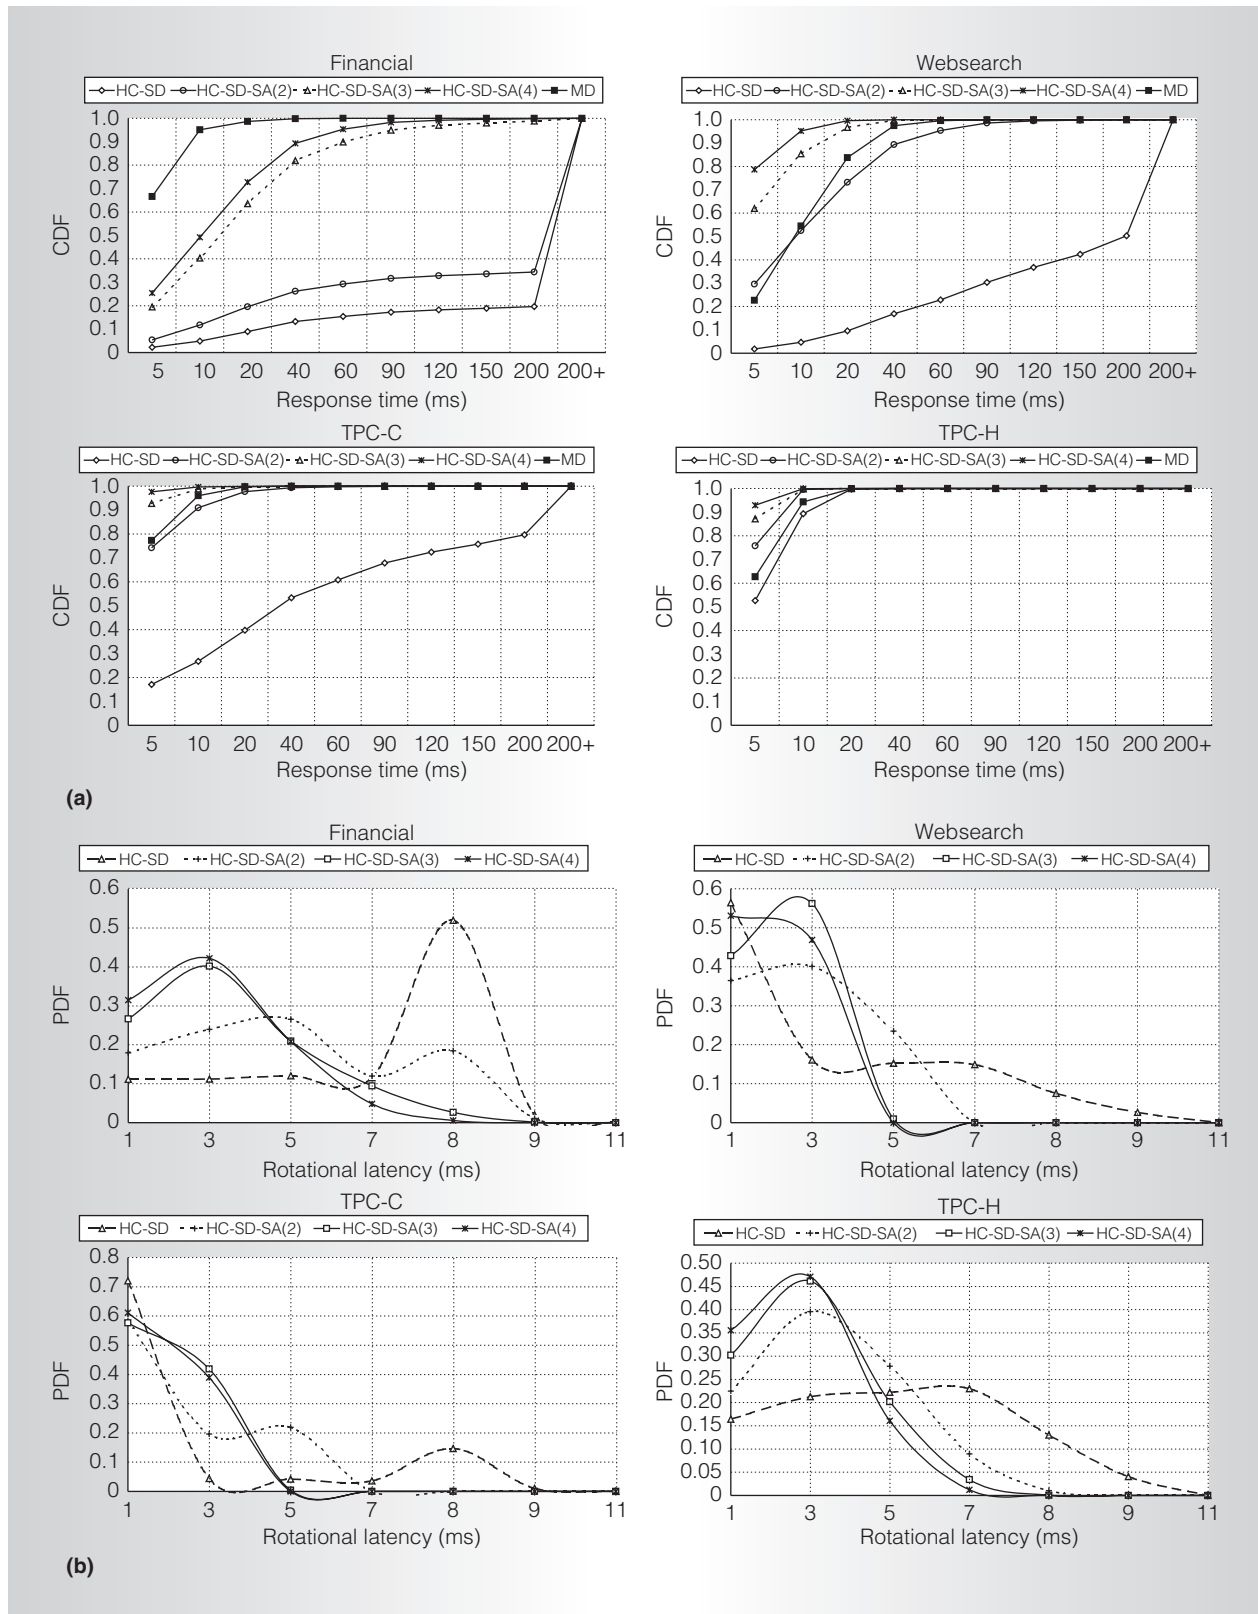 Financial
HC-SD HC-SD-SA(2) HC-SD-SA(3) HC-SD-SA(4) MD
1.0
0.9
0.8
0.7
0.6
0.5
0.4
0.3
0.2
0.1
0
CDF
5 10 20 40 60 90 120 150 200 200+
Response time (ms)
Websearch
HC-SD HC-SD-SA(2) HC-SD-SA(3) HC-SD-SA(4) MD
1.0
0.9
0.8
0.7
0.6
0.5
0.4
0.3
0.2
0.1
0
CDF
5 10 20 40 60 90 120 150 200 200+
Response time (ms)
TPC-C
HC-SD HC-SD-SA(2) HC-SD-SA(3) HC-SD-SA(4) MD
1.0
0.9
0.8
0.7
0.6
0.5
0.4
0.3
0.2
0.1
0
CDF
5 10 20 40 60 90 120 150 200 200+
Response time (ms)
TPC-H
HC-SD HC-SD-SA(2) HC-SD-SA(3) HC-SD-SA(4) MD
1.0
0.9
0.8
0.7
0.6
0.5
0.4
0.3
0.2
0.1
0
CDF
5 10 20 40 60 90 120 150 200 200+
Response time (ms)
(a)
Financial
HC-SD HC-SD-SA(2) HC-SD-SA(3) HC-SD-SA(4)
0.6
0.5
0.4
0.3
0.2
0.1
0
PDF
1 3 5 7 8 9 11
Rotational latency (ms)
Websearch
HC-SD HC-SD-SA(2) HC-SD-SA(3) HC-SD-SA(4)
0.6
0.5
0.4
0.3
0.2
0.1
0
PDF
1 3 5 7 8 9 11
Rotational latency (ms)
TPC-C
HC-SD HC-SD-SA(2) HC-SD-SA(3) HC-SD-SA(4)
0.8
0.7
0.6
0.5
0.4
0.3
0.2
0.1
0
PDF
1 3 5 7 8 9 11
Rotational latency (ms)
TPC-H
HC-SD HC-SD-SA(2) HC-SD-SA(3) HC-SD-SA(4)
0.50
0.45
0.40
0.35
0.30
0.25
0.20
0.15
0.10
0.05
0
PDF
1 3 5 7 8 9 11
Rotational latency (ms)
(b)